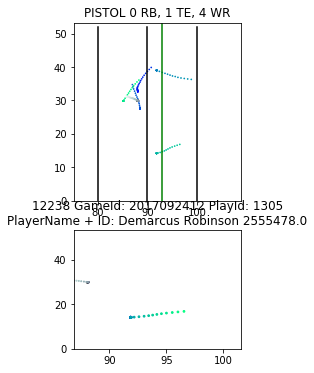 PISTOL 0 RB, 1 TE, 4 WR
50
40
30
20
10
0
80 90 100
12238 GameId: 2017092412 PlayId: 1305
PlayerName + ID: Demarcus Robinson 2555478.0
40
20
0
90 95 100